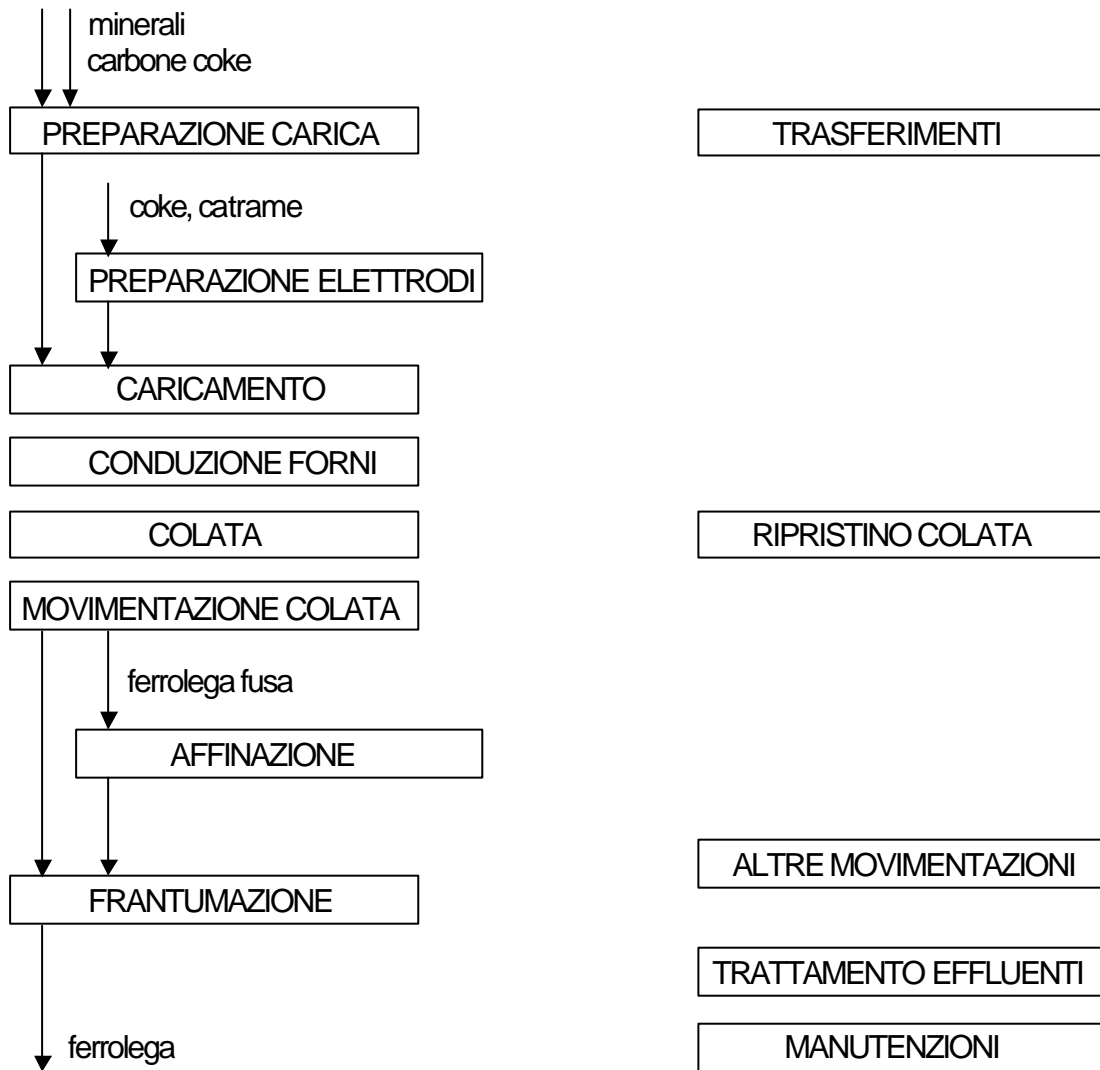 minerali
carbone coke
PREPARAZIONE CARICA
TRASFERIMENTI
coke, catrame
PREPARAZIONE ELETTRODI
CARICAMENTO
CONDUZIONE FORNI
COLATA
RIPRISTINO COLATA
MOVIMENTAZIONE COLATA
ferrolega fusa
AFFINAZIONE
ALTRE MOVIMENTAZIONI
FRANTUMAZIONE
TRATTAMENTO EFFLUENTI
ferrolega
MANUTENZIONI